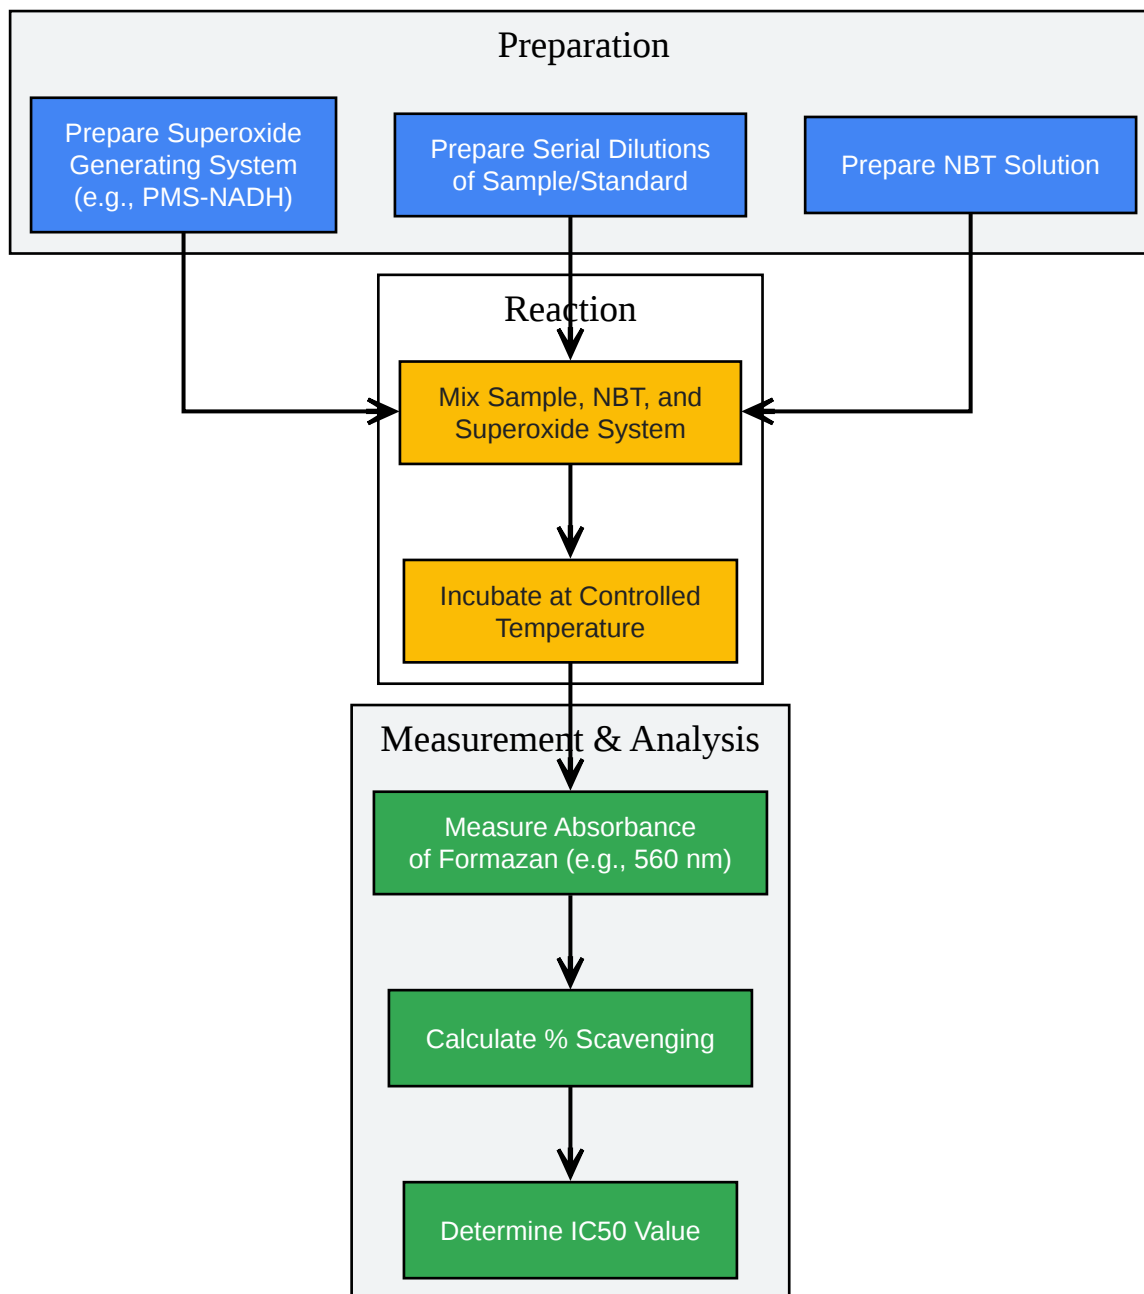 Preparation
Prepare Superoxide
Generating System
(e.g., PMS-NADH)
Prepare Serial Dilutions
of Sample/Standard
Prepare NBT Solution
Reaction
Mix Sample, NBT, and
Superoxide System
Incubate at Controlled
Temperature
Measurement & Analysis
Measure Absorbance
of Formazan (e.g., 560 nm)
Calculate % Scavenging
Determine IC50 Value